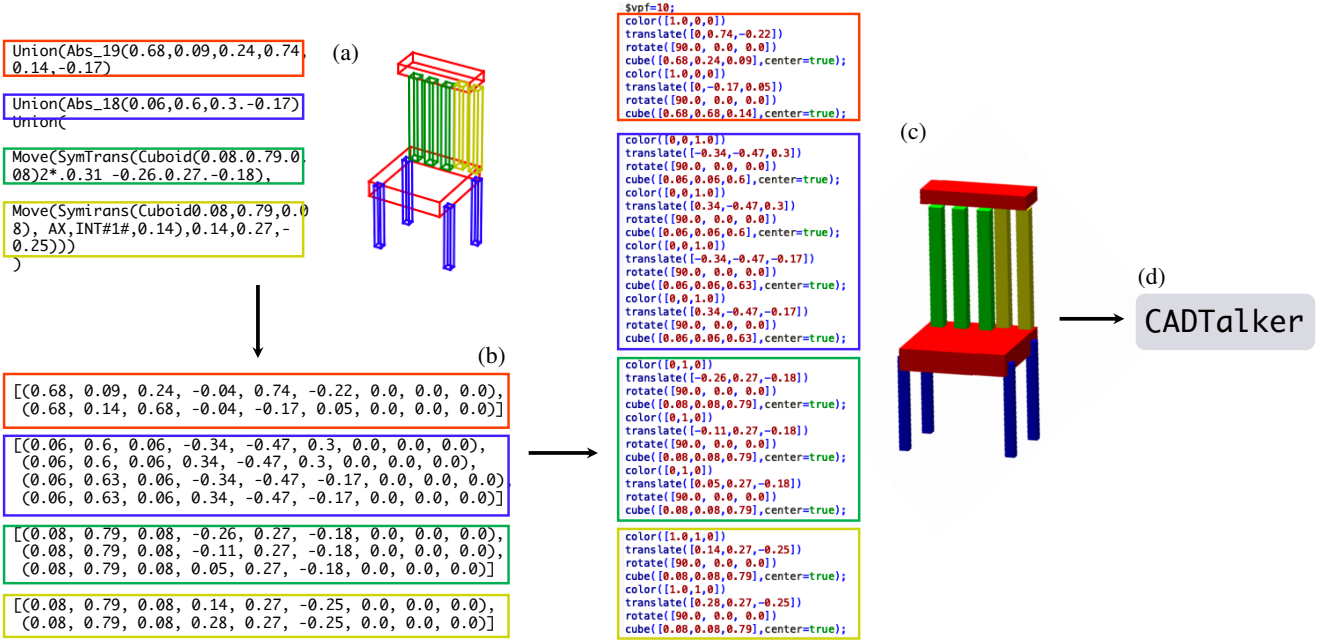 Union(Abs_19(0.68,0.09,0.24,0.74,
0.14,-0.17)
Union(Abs_18(0.06,0.6,0.3.-0.17)
Union(
Move(SymTrans(Cuboid(0.08.0.79.0.
08)2*.0.31 -0.26.0.27.-0.18),
Move(Symirans(Cuboid0.08,0.79,0.0
8), AX,INT#1#,0.14),0.14,0.27,-
0.25)))
)
(a)
(b)
[(0.68, 0.09, 0.24, -0.04, 0.74, -0.22, 0.0, 0.0, 0.0),
(0.68, 0.14, 0.68, -0.04, -0.17, 0.05, 0.0, 0.0, 0.0)]
[(0.06, 0.6, 0.06, -0.34, -0.47, 0.3, 0.0, 0.0, 0.0),
(0.06, 0.6, 0.06, 0.34, -0.47, 0.3, 0.0, 0.0, 0.0),
(0.06, 0.63, 0.06, -0.34, -0.47, -0.17, 0.0, 0.0, 0.0),
(0.06, 0.63, 0.06, 0.34, -0.47, -0.17, 0.0, 0.0, 0.0)]
[(0.08, 0.79, 0.08, -0.26, 0.27, -0.18, 0.0, 0.0, 0.0),
(0.08, 0.79, 0.08, -0.11, 0.27, -0.18, 0.0, 0.0, 0.0),
(0.08, 0.79, 0.08, 0.05, 0.27, -0.18, 0.0, 0.0, 0.0)]
[(0.08, 0.79, 0.08, 0.14, 0.27, -0.25, 0.0, 0.0, 0.0),
(0.08, 0.79, 0.08, 0.28, 0.27, -0.25, 0.0, 0.0, 0.0)]
$vpf=10;
color([1.0,0,0])
translate([0,0.74,-0.22])
rotate([90.0, 0.0, 0.0])
cube([0.68,0.24,0.09],center=true);
color([1.0,0,0])
translate([0,-0.17,0.05])
rotate([90.0, 0.0, 0.0])
cube([0.68,0.68,0.14],center=true);
color([0,0,1.0])
translate([-0.34,-0.47,0.3])
rotate([90.0, 0.0, 0.0])
cube([0.06,0.06,0.6],center=true);
color([0,0,1.0])
translate([0.34,-0.47,0.3])
rotate([90.0, 0.0, 0.0])
cube([0.06,0.06,0.6],center=true);
color([0,0,1.0])
translate([-0.34,-0.47,-0.17])
rotate([90.0, 0.0, 0.0])
cube([0.06,0.06,0.63],center=true);
color([0,0,1.0])
translate([0.34,-0.47,-0.17])
rotate([90.0, 0.0, 0.0])
cube([0.06,0.06,0.63],center=true);
color([0,1,0])
translate([-0.26,0.27,-0.18])
rotate([90.0, 0.0, 0.0])
cube([0.08,0.08,0.79],center=true);
color([0,1,0])
translate([-0.11,0.27,-0.18])
rotate([90.0, 0.0, 0.0])
cube([0.08,0.08,0.79],center=true);
color([0,1,0])
translate([0.05,0.27,-0.18])
rotate([90.0, 0.0, 0.0])
cube([0.08,0.08,0.79],center=true);
color([1.0,1,0])
translate([0.14,0.27,-0.25])
rotate([90.0, 0.0, 0.0])
cube([0.08,0.08,0.79],center=true);
color([1.0,1,0])
translate([0.28,0.27,-0.25])
rotate([90.0, 0.0, 0.0])
cube([0.08,0.08,0.79],center=true);
(c)
(d)
CADTalker